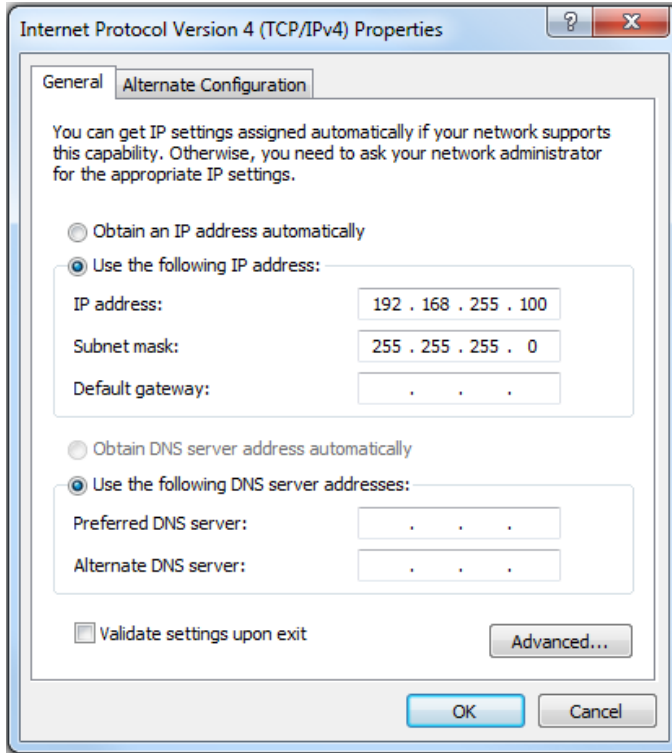 Internet Protocol Version 4 (TCP/IPv4) Properties
General
Alternate Configuration
You can get IP settings assigned automatically if your network supports
this capability. Otherwise, you need to ask your network administrator
for the appropriate IP settings.
Obtain an IP address automatically
Use the following IP address:
IP address: 192 . 168 . 255 . 100
Subnet mask: 255 . 255 . 255 . 0
Default gateway: . . .
Obtain DNS server address automatically
Use the following DNS server addresses:
Preferred DNS server: . . .
Alternate DNS server: . . .
Validate settings upon exit
Advanced...
OK
Cancel